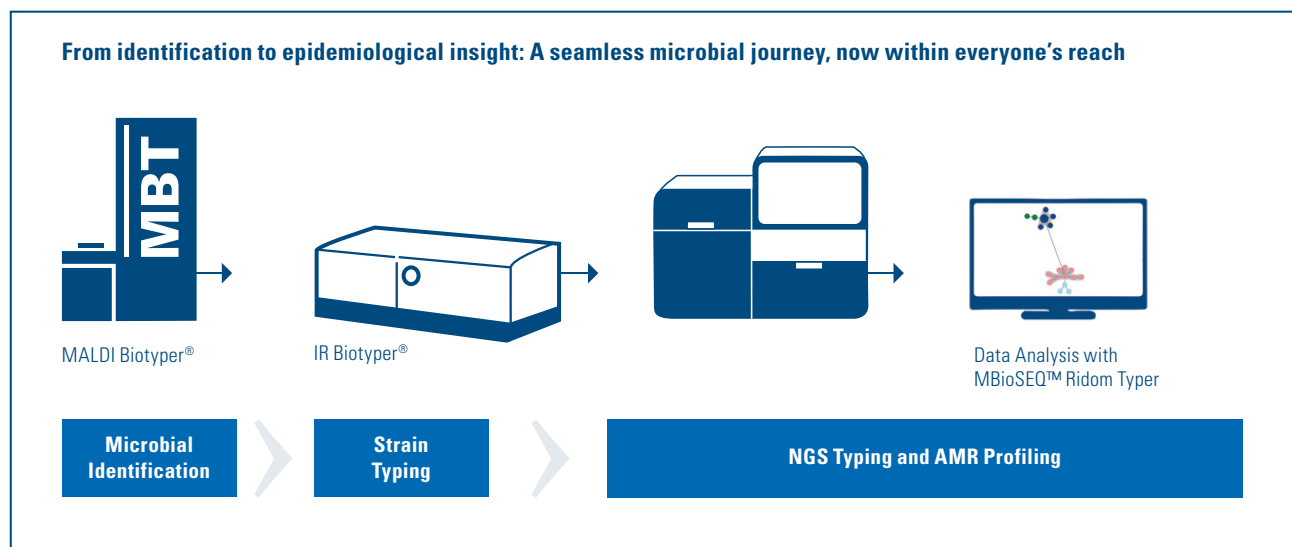 From identification to epidemiological insight: A seamless microbial journey, now within everyone's reach
MBT
MALDI Biotyper®
IR Biotyper®
Data Analysis with
MBioSEQ™ Ridom Typer
Microbial
Identification
Strain
Typing
NGS Typing and AMR Profiling